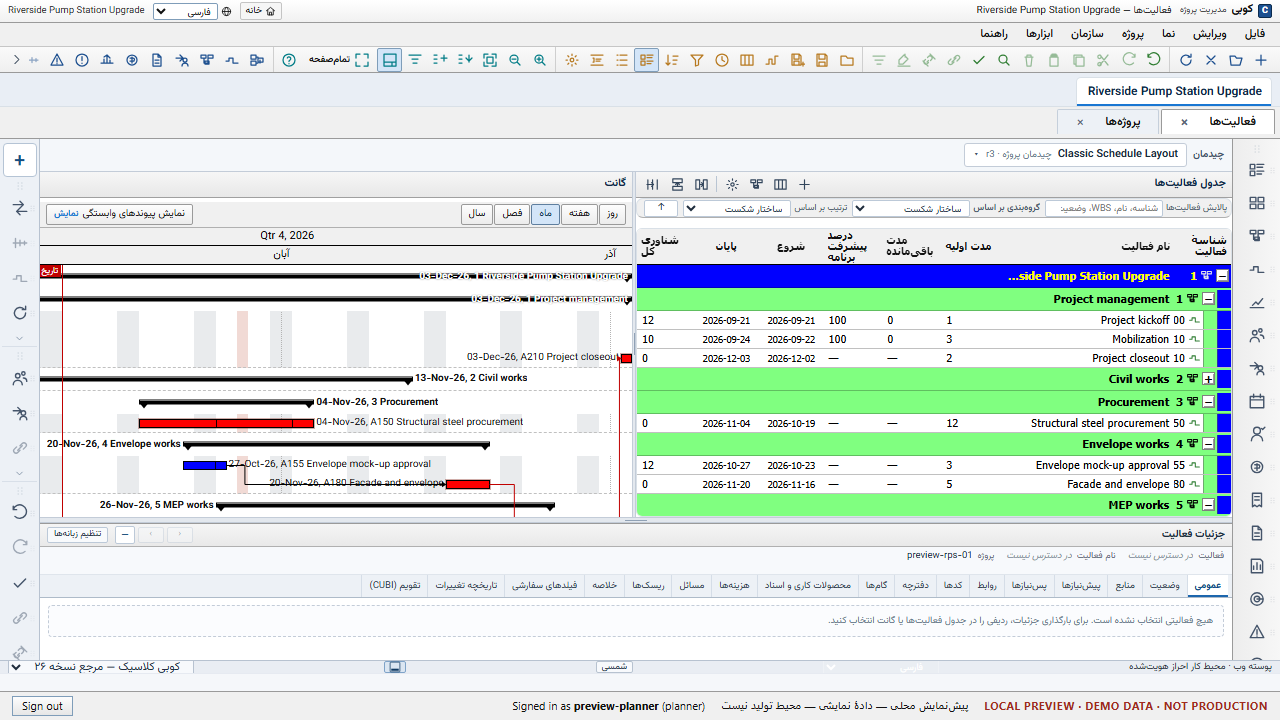 کوبی مدیریت پروژه فعالیت‌ها — Riverside Pump Station Upgrade
خانه
فارسی
Riverside Pump Station Upgrade
فایل ویرایش نما پروژه سازمان ابزارها راهنما
تمام‌صفحه
Riverside Pump Station Upgrade
فعالیت‌ها ×
پروژه‌ها ×
چیدمان Classic Schedule Layout چیدمان پروژه · r3
جدول فعالیت‌ها
پالایش فعالیت‌ها شناسه، نام، WBS، وضعیت گروه‌بندی بر اساس ساختار شکست ترتیب بر اساس ساختار شکست
شناسه فعالیت نام فعالیت مدت اولیه مدت باقی‌مانده درصد پیشرفت برنامه شروع پایان شناوری کل
1 ...side Pump Station Upgrade
1 Project management
00 Project kickoff 1 0 100 2026-09-21 2026-09-21 12
10 Mobilization 3 0 100 2026-09-22 2026-09-24 10
10 Project closeout 2 — — 2026-12-02 2026-12-03 0
2 Civil works
3 Procurement
50 Structural steel procurement 12 — — 2026-10-19 2026-11-04 0
4 Envelope works
55 Envelope mock-up approval 3 — — 2026-10-23 2026-10-27 12
80 Facade and envelope 5 — — 2026-11-16 2026-11-20 0
5 MEP works
گانت
روز هفته ماه فصل سال
نمایش پیوندهای وابستگی نمایش
Qtr 4, 2026
آبان آذر
تاریخ
03-Dec-26, 1 Riverside Pump Station Upgrade
03-Dec-26, 1 Project management
03-Dec-26, A210 Project closeout
13-Nov-26, 2 Civil works
04-Nov-26, 3 Procurement
04-Nov-26, A150 Structural steel procurement
20-Nov-26, 4 Envelope works
27-Oct-26, A155 Envelope mock-up approval
20-Nov-26, A180 Facade and envelope
26-Nov-26, 5 MEP works
جزئیات فعالیت
تنظیم زبانه‌ها
فعالیت در دسترس نیست نام فعالیت در دسترس نیست پروژه preview-rps-01
عمومی وضعیت منابع پیش‌نیازها پس‌نیازها روابط کدها دفترچه گام‌ها محصولات کاری و اسناد هزینه‌ها مسائل ریسک‌ها خلاصه فیلدهای سفارشی تاریخچه تغییرات تقویم (CUBI)
هیچ فعالیتی انتخاب نشده است. برای بارگذاری جزئیات، ردیفی را در جدول فعالیت‌ها یا گانت انتخاب کنید.
پوسته وب · محیط کار احراز هویت‌شده
فارسی
شمسی
کوبی کلاسیک — مرجع نسخه ۲۶
LOCAL PREVIEW · DEMO DATA · NOT PRODUCTION
پیش‌نمایش محلی — دادهٔ نمایشی — محیط تولید نیست
Signed in as preview-planner (planner)
Sign out